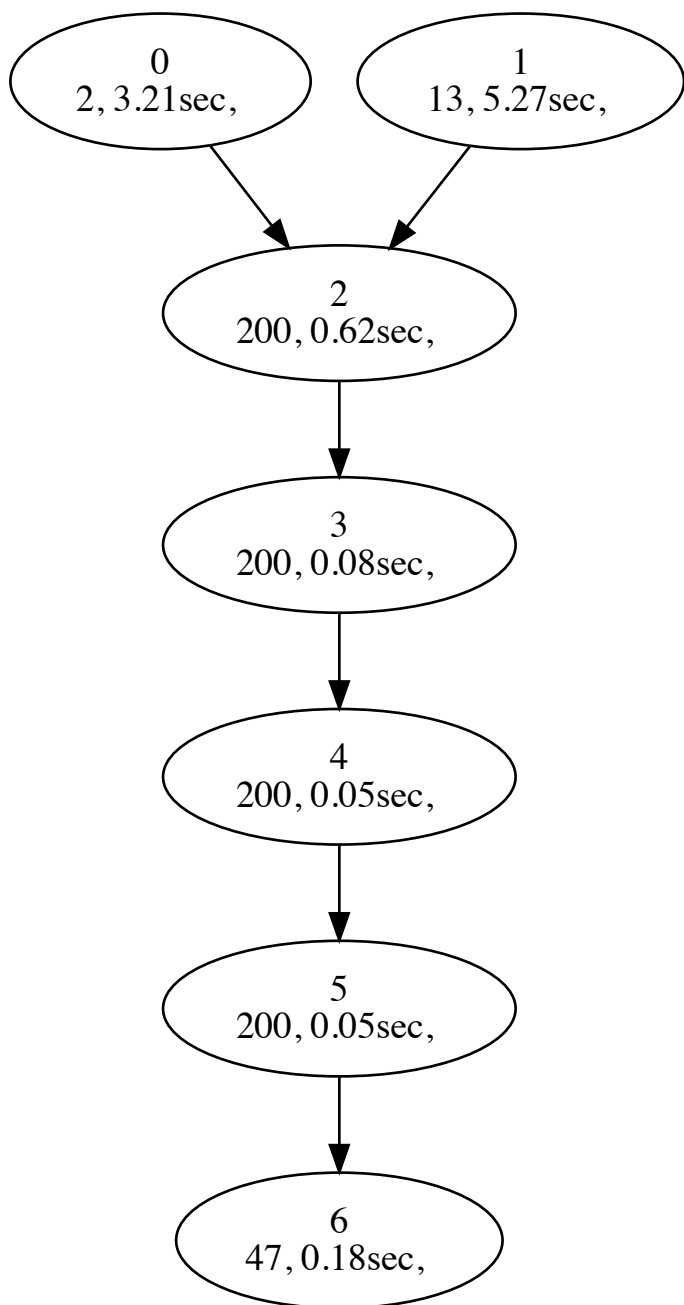 0
2, 3.21sec,
1
13, 5.27sec,
2
200, 0.62sec,
3
200, 0.08sec,
4
200, 0.05sec,
5
200, 0.05sec,
6
47, 0.18sec,